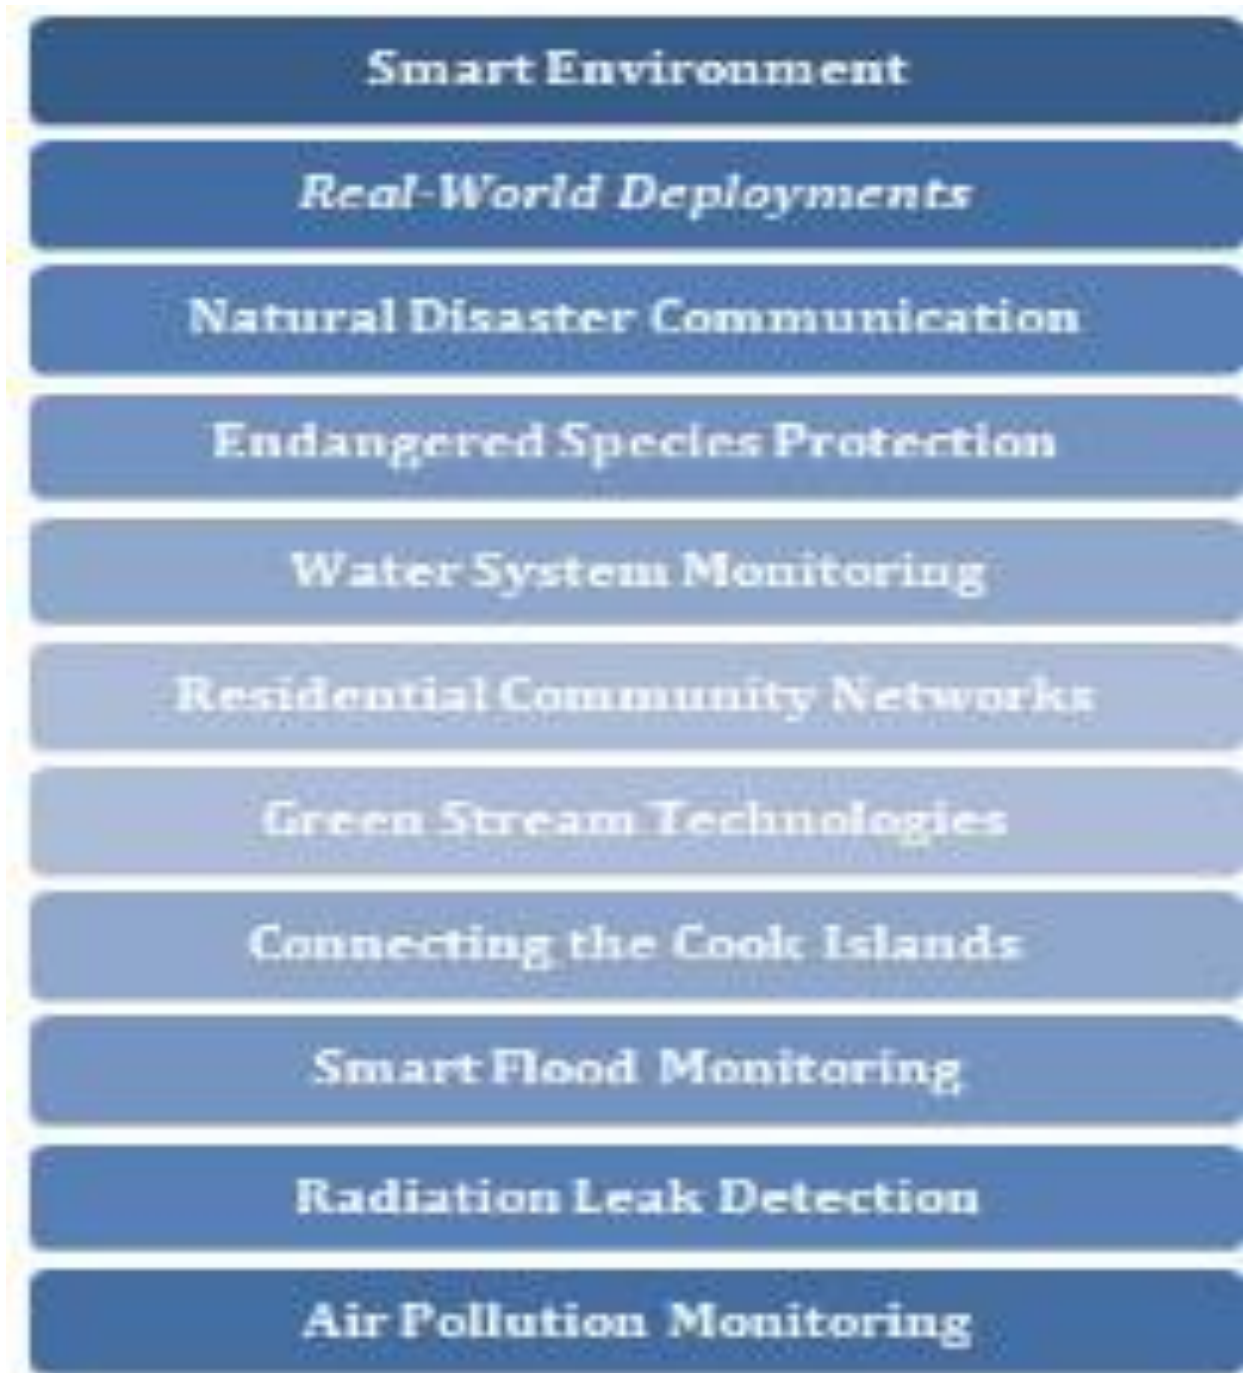 Smart Environment
Real-World Deployments
Natural Disaster Communication
Endangered Species Protection
Water System Monitoring
Residential Community Networks
Green Stream Technologies
Connecting the Cook Islands
Smart Flood Monitoring
Radiation Leak Detection
Air Pollution Monitoring